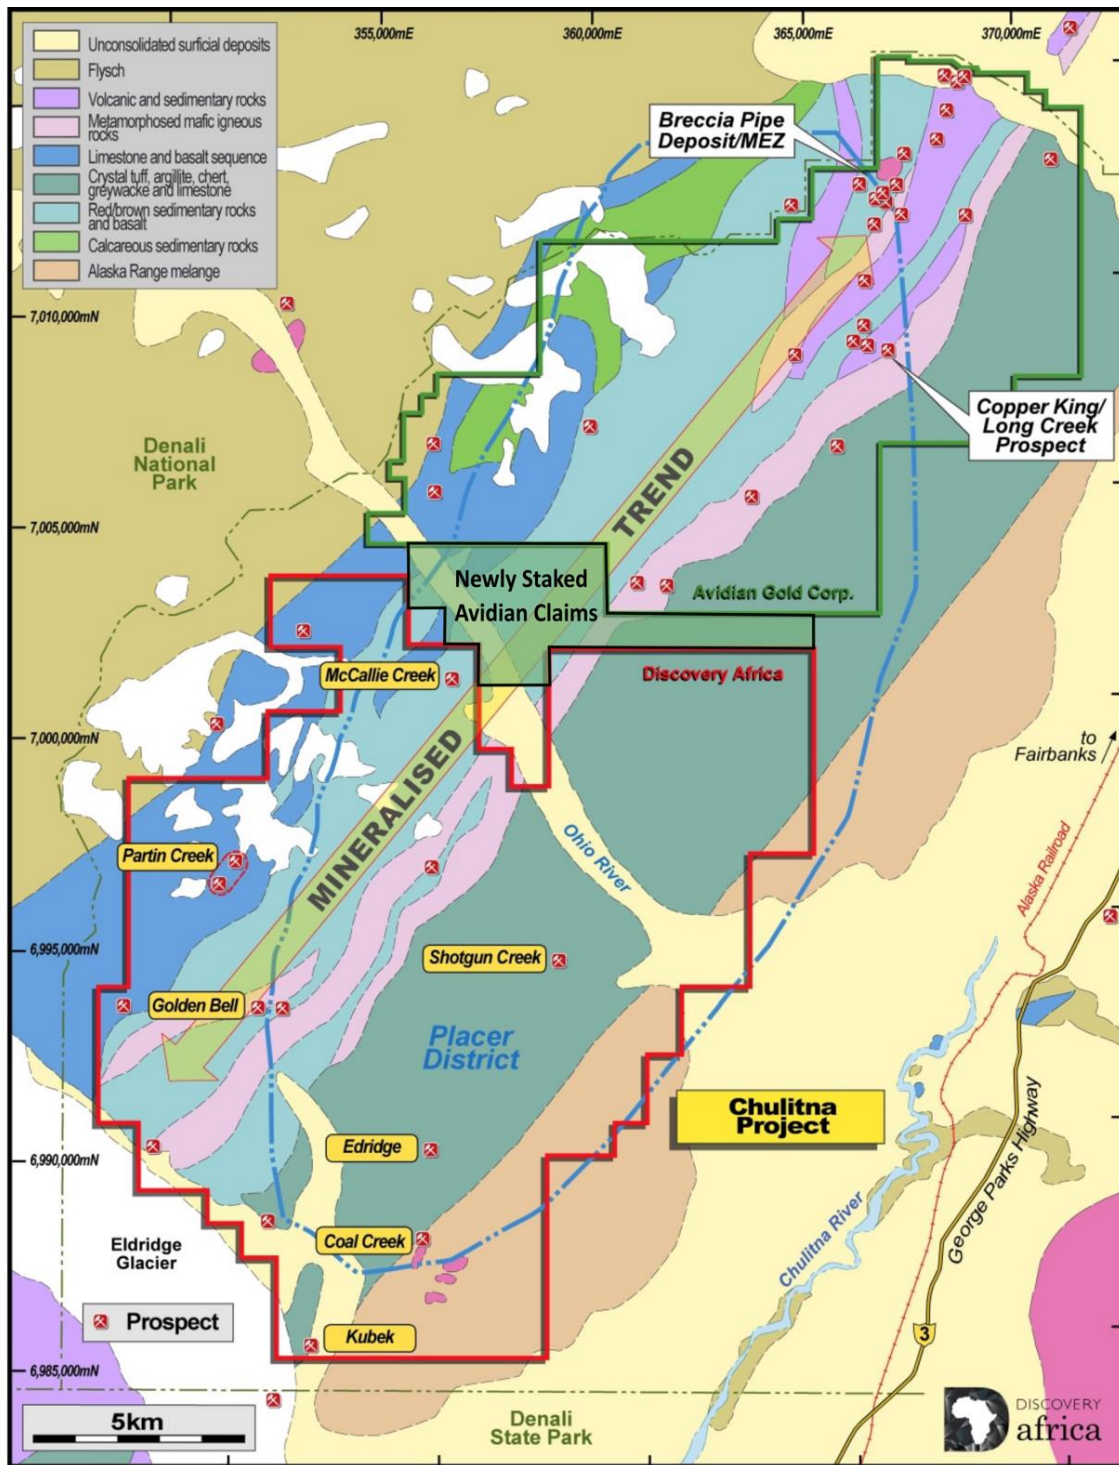 355,000mE
360,000mE
365,000mE
370,000mE
Unconsolidated surficial deposits
Flysch
Volcanic and sedimentary rocks
Metamorphosed mafic igneous
rocks
Limestone and basalt sequence
Crystal tuff, argillite, chert,
greywacke and limestone
Red/brown sedimentary rocks
and basalt
Calcareous sedimentary rocks
Alaska Range melange
Breccia Pipe
Deposit/MEZ
7,010,000mN
Copper King/
Long Creek
Prospect
Denali
National
Park
TREND
7,005,000mN
Newly Staked
Avidian Claims
Avidian Gold Corp.
McCallie Creek
Discovery Africa
7,000,000mN
to
Fairbanks
MINERALISED
Partin Creek
Ohio River
Alaska Railroad
6,995,000mN
Shotgun Creek
Golden Bell
Placer
District
Chulitna
Project
George Parks Highway
Edridge
6,990,000mN
Chulitna River
Coal Creek
Eldridge
Glacier
Prospect
Kubek
3
6,985,000mN
5km
Denali
State Park
DISCOVERY
africa